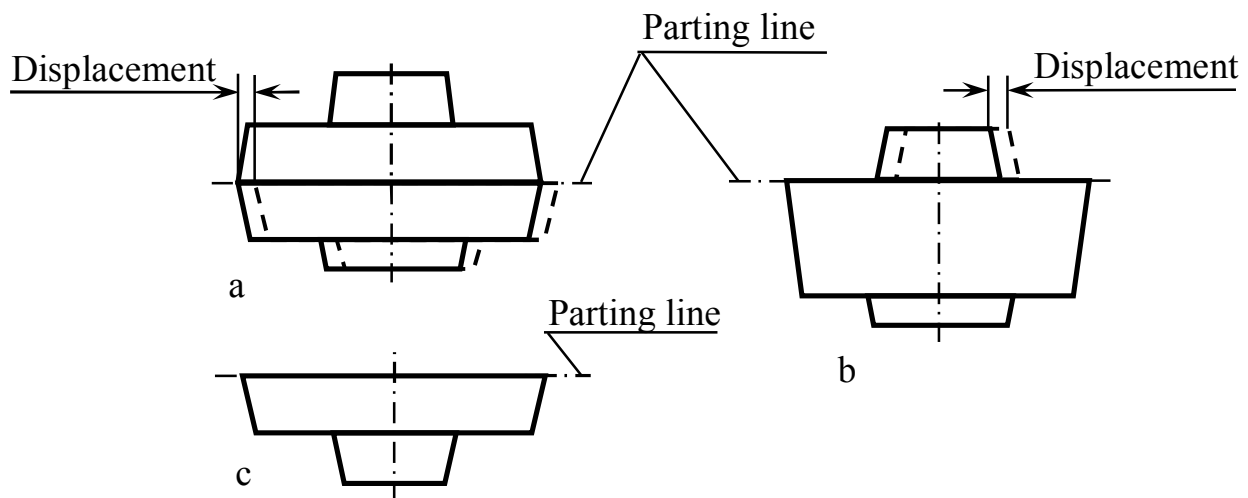 Parting line
Displacement
Displacement
a
Parting line
b
c